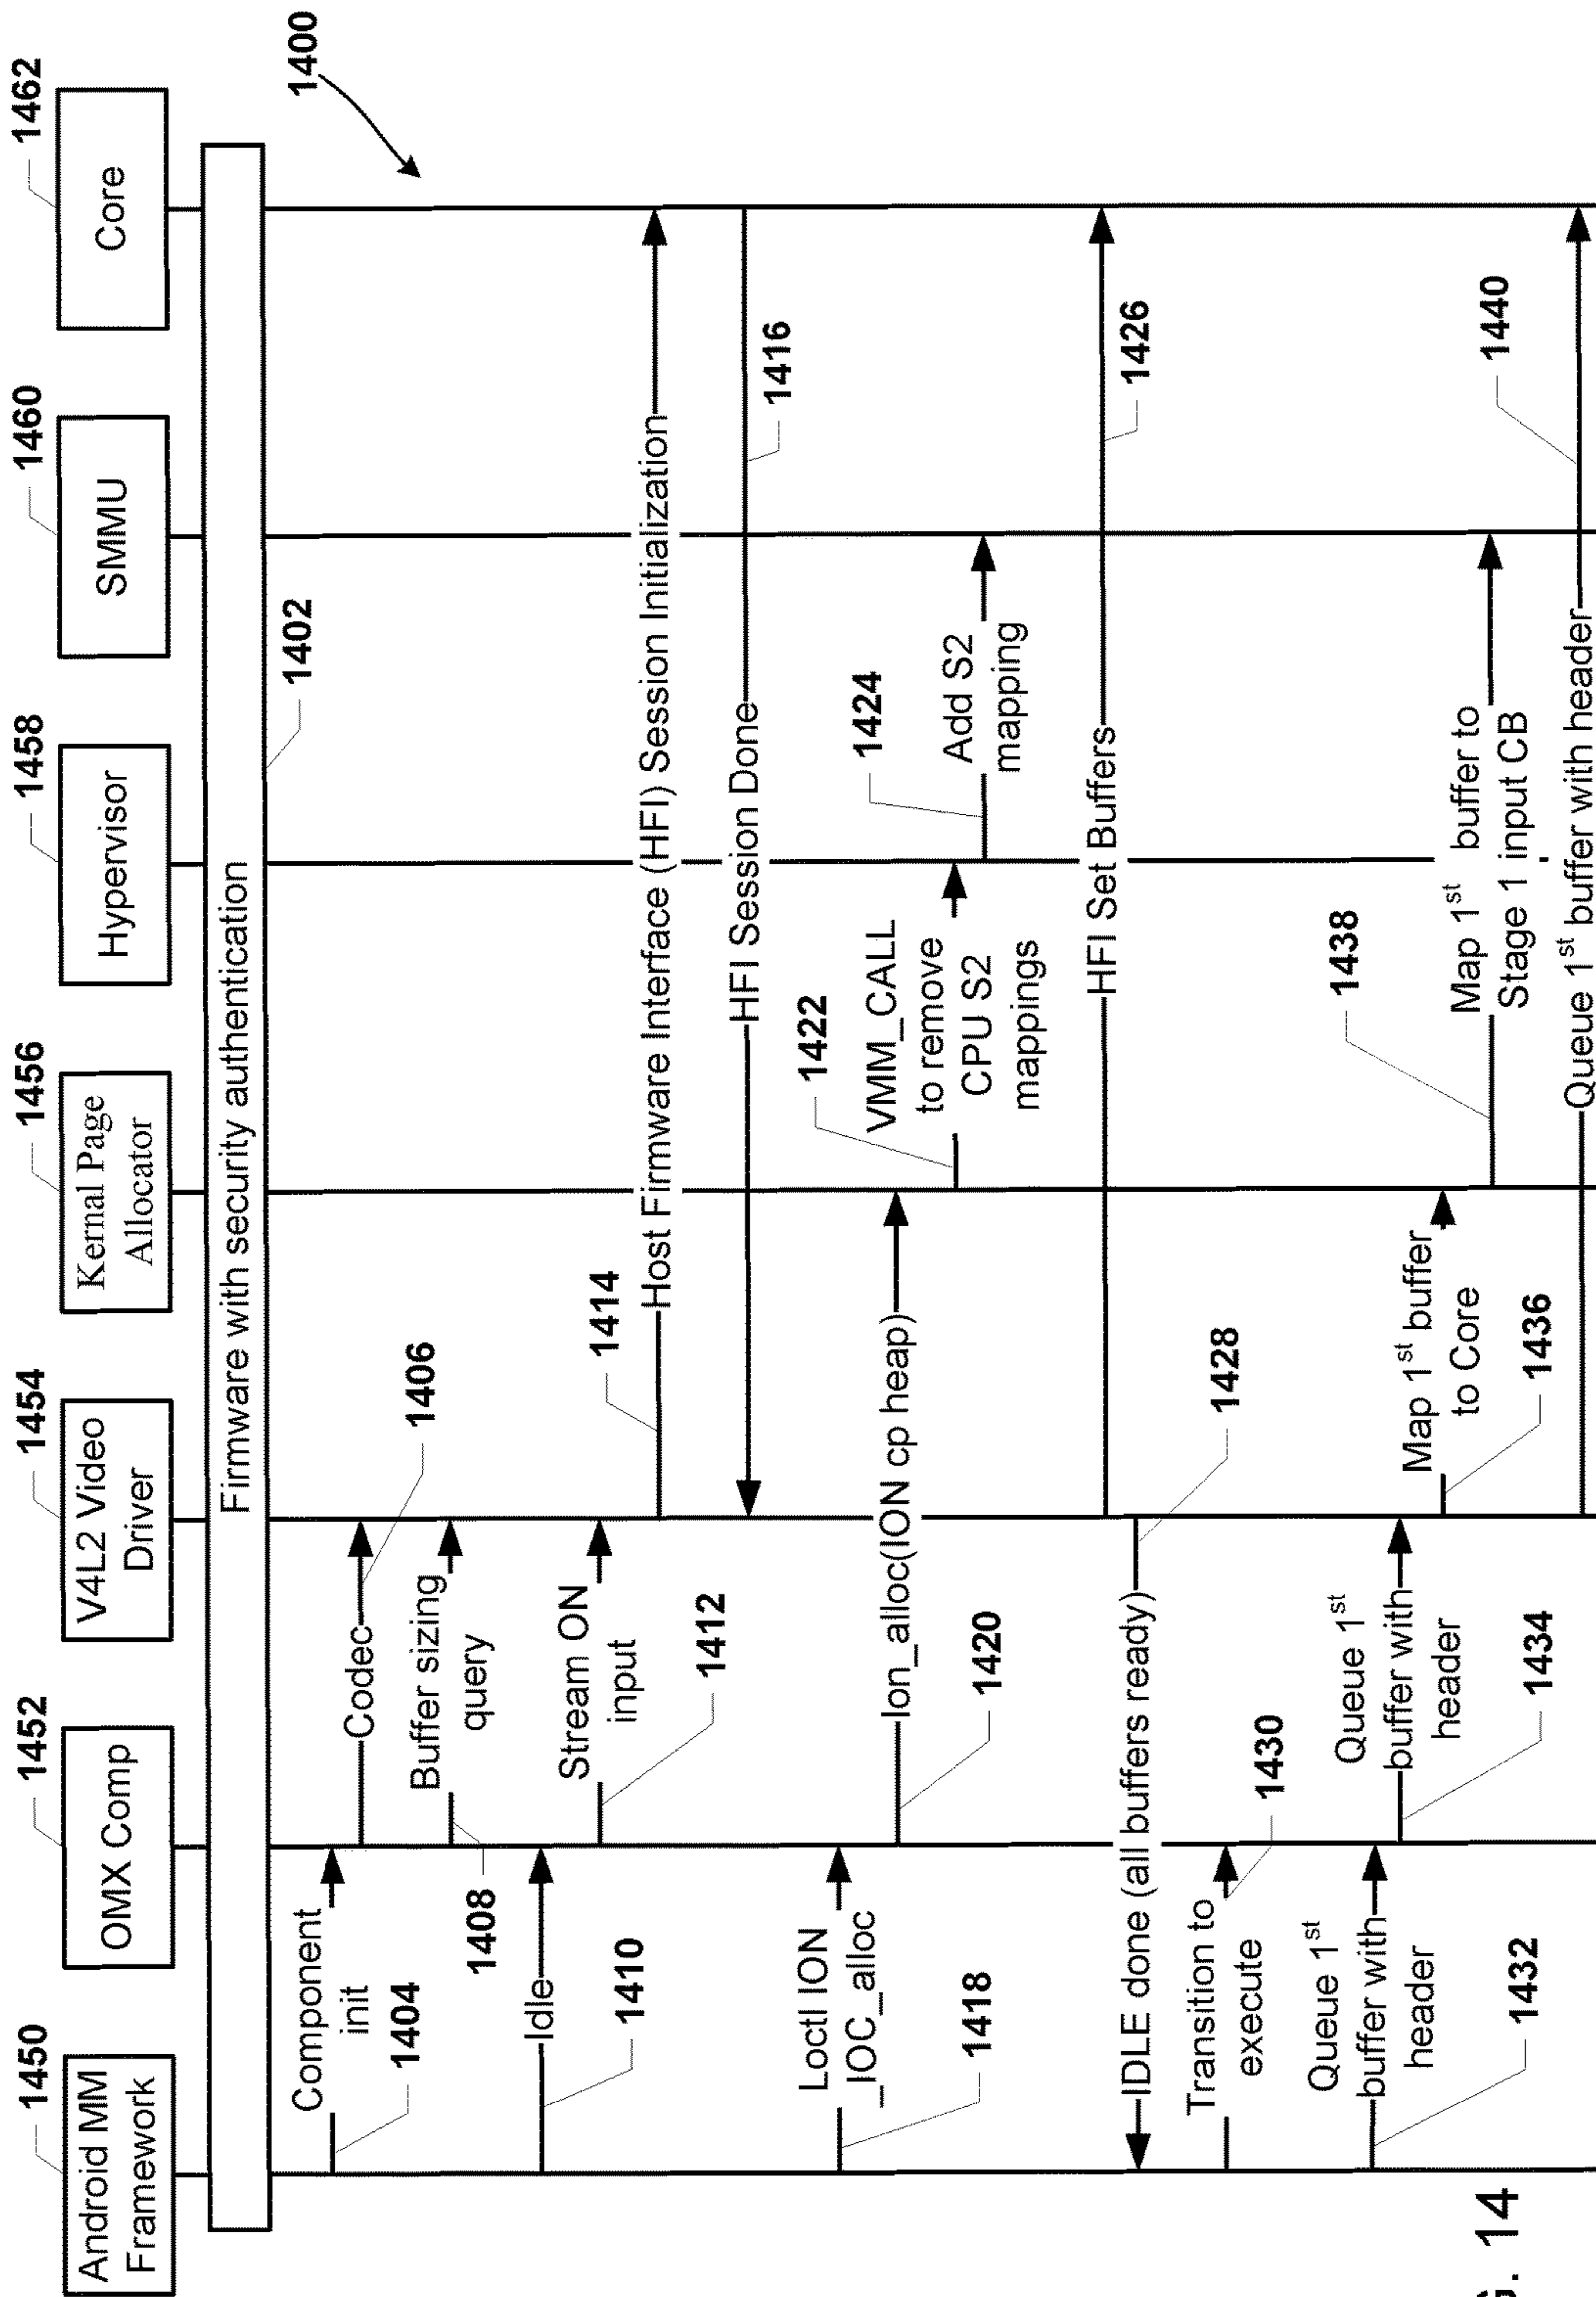 1450
1452
1454
1456
1458
1460
1462
Android MM
Framework
OMX Comp
V4L2 Video
Driver
Kernal Page
Allocator
Hypervisor
SMMU
Core
1400
Firmware with security authentication
1402
Component
init
1404
Codec
1406
Buffer sizing
query
1408
Idle
1410
Stream ON
input
1412
1414
Host Firmware Interface (HFI) Session Initialization
HFI Session Done
1416
Loctl ION
_IOC_alloc
1418
Ion_alloc(ION cp heap)
1420
1422
VMM_CALL
to remove
CPU S2
mappings
1424
Add S2
mapping
HFI Set Buffers
1426
IDLE done (all buffers ready)
1428
Transition to
execute
1430
Queue 1st
buffer with
header
1432
Queue 1st
buffer with
header
1434
Map 1st buffer
to Core
1436
1438
Map 1st buffer to
Stage 1 input CB
1440
Queue 1st buffer with header
. 14